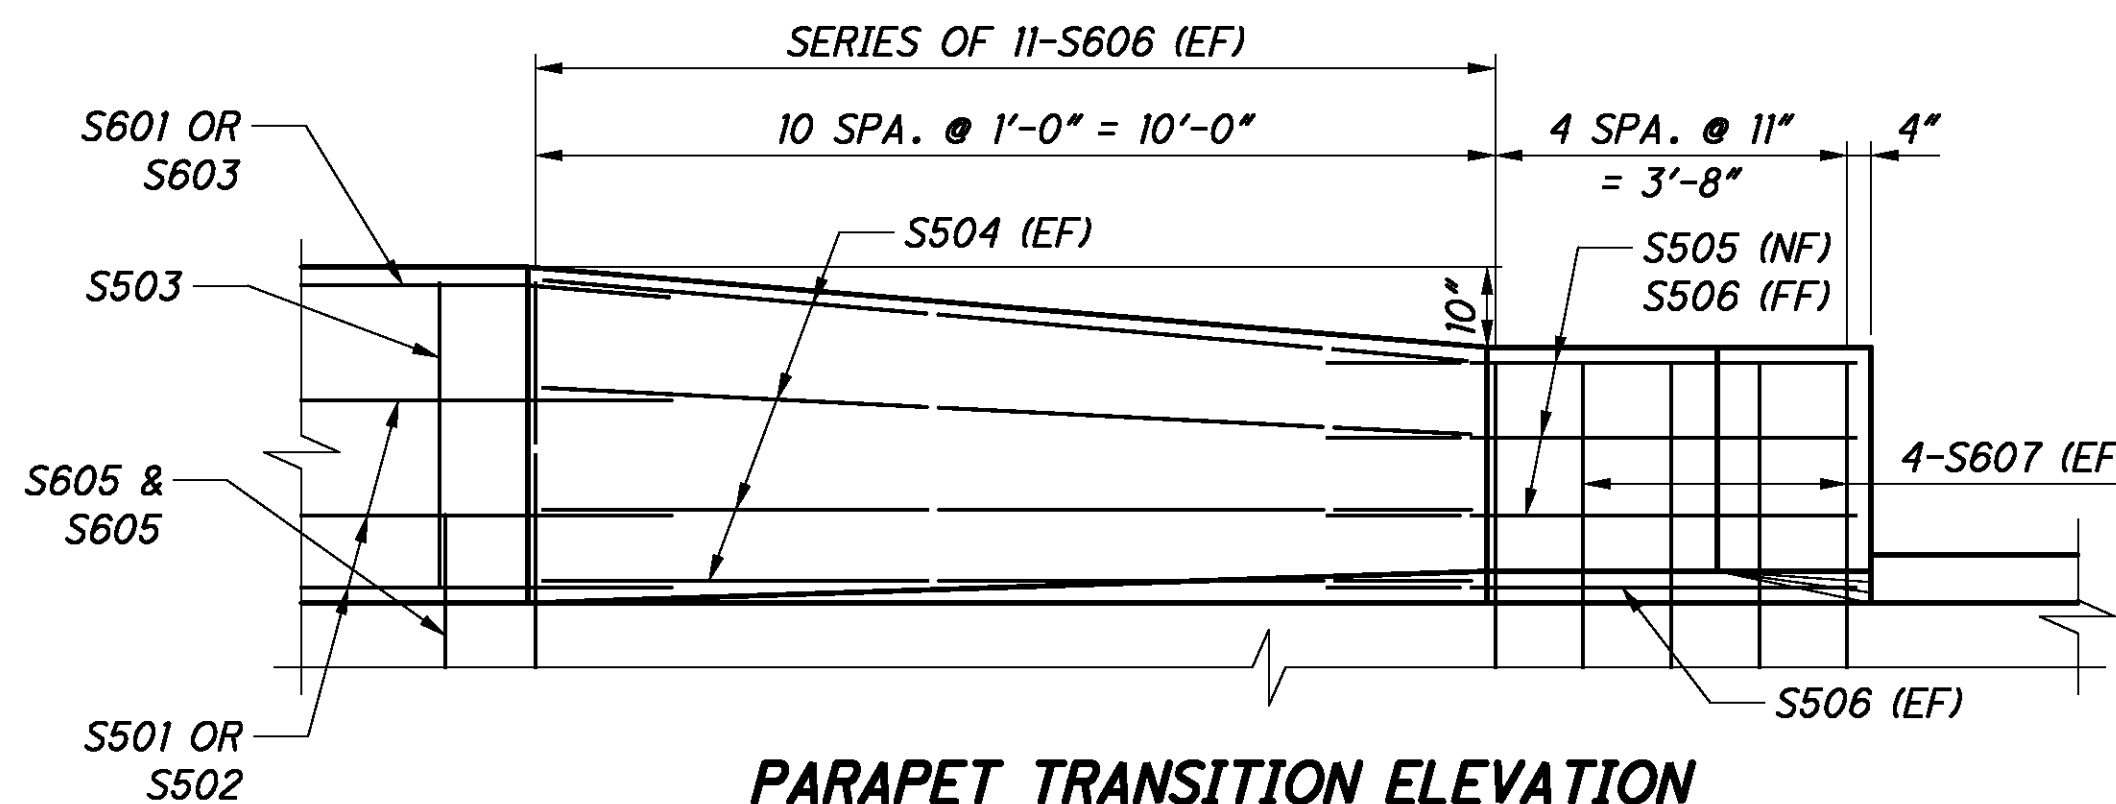 SERIES OF 11-S606 (EF)
10 SPA. @ 1'-0" = 10'-0"
4 SPA. @ 11"
= 3'-8"
4"
S601 OR
S603
S503
S504 (EF)
S505 (NF)
S506 (FF)
10"
S605 &
S605
4-S607 (EF
S501 OR
S502
S506 (EF)
PARAPET TRANSITION ELEVATION